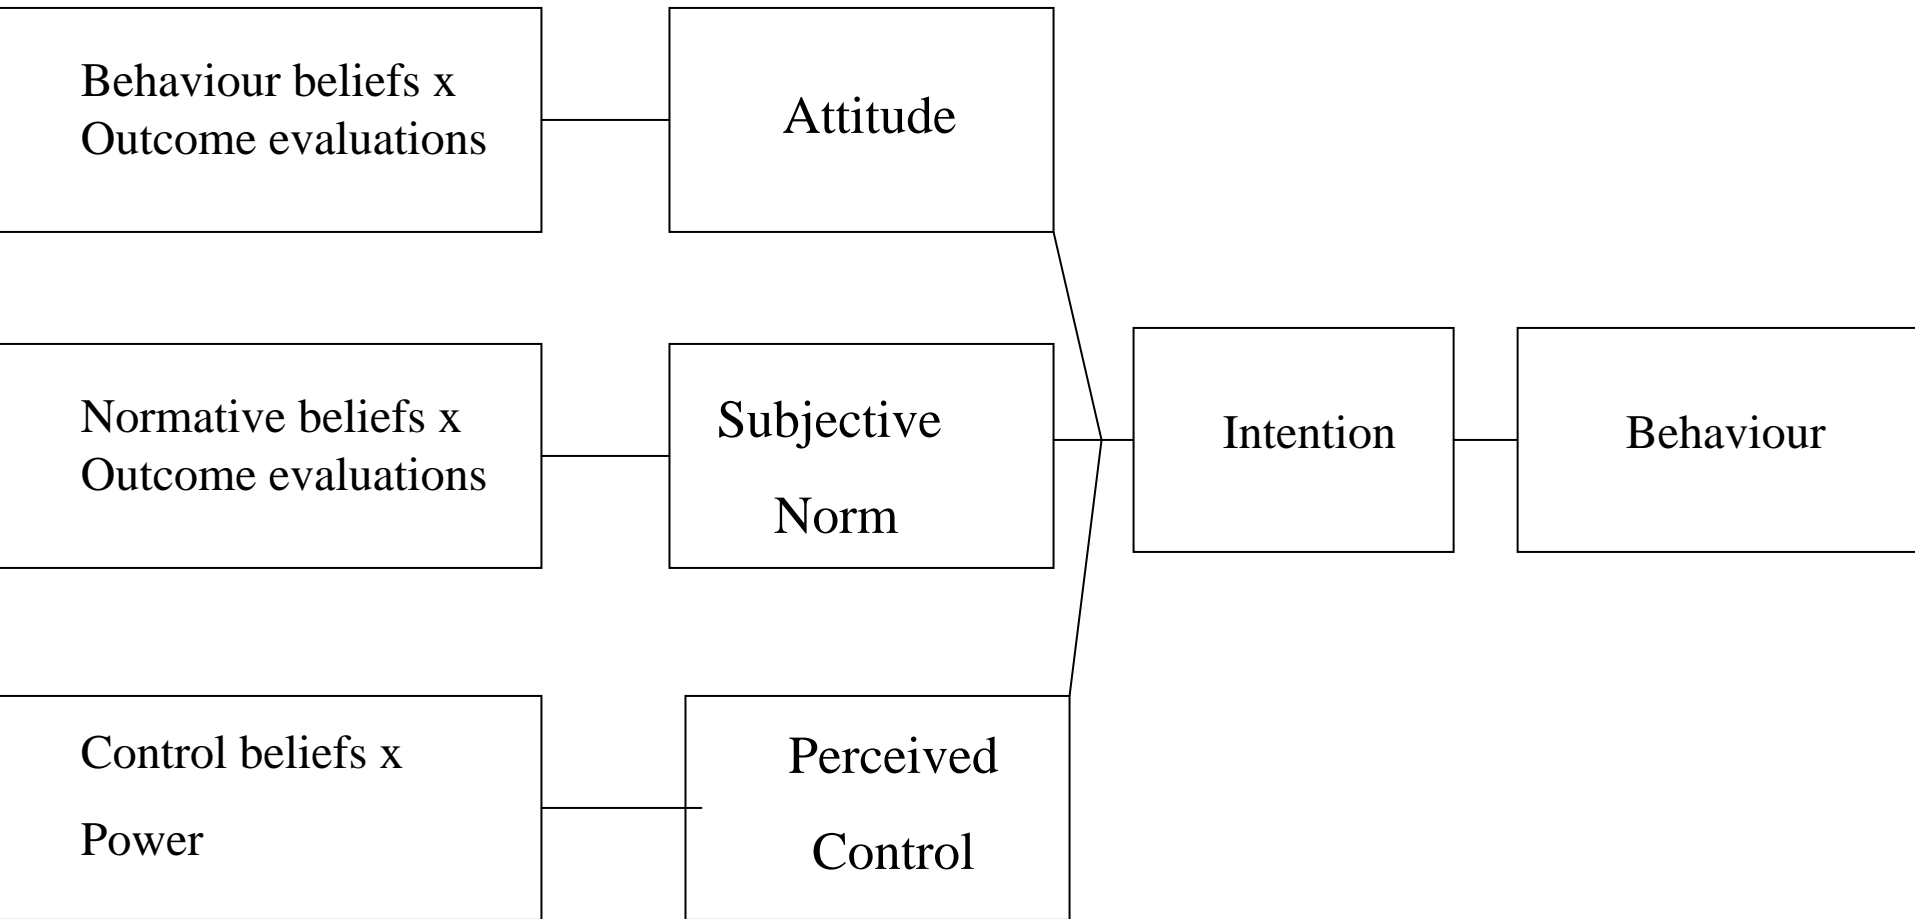 Behaviour beliefs x
Outcome evaluations
Attitude
Normative beliefs x
Outcome evaluations
Subjective
Norm
Intention
Behaviour
Control beliefs x
Power
Perceived
Control